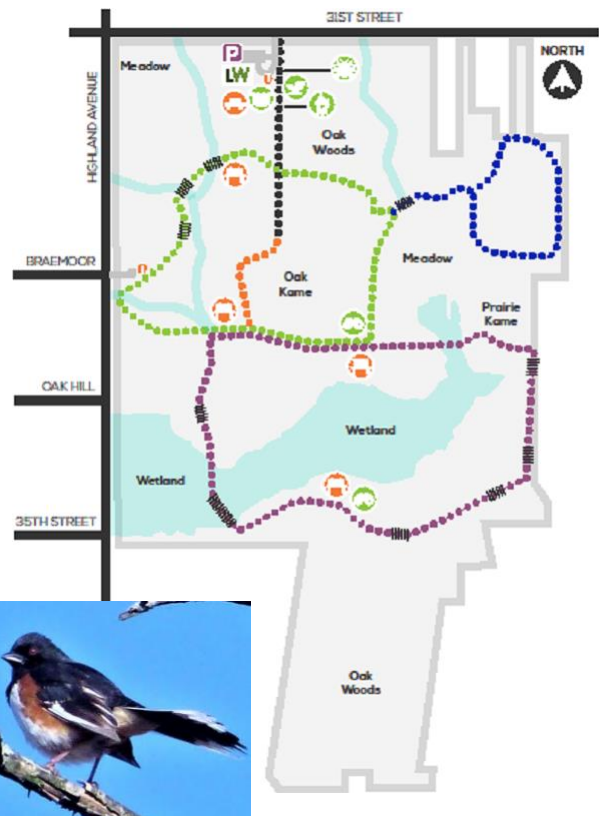 31ST STREET
HIGHLAND AVENUE
NORTH
Meadow
P
LW
Oak
Woods
BRAEMOOR
Oak
Kame
Meadow
Prairie
Kame
OAK HILL
Wetland
Wetland
35TH STREET
Oak
Woods